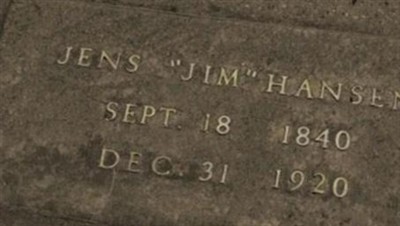 JENS "JIM" HANSEN
SEPT. 18 1840
DEC. 31 1920